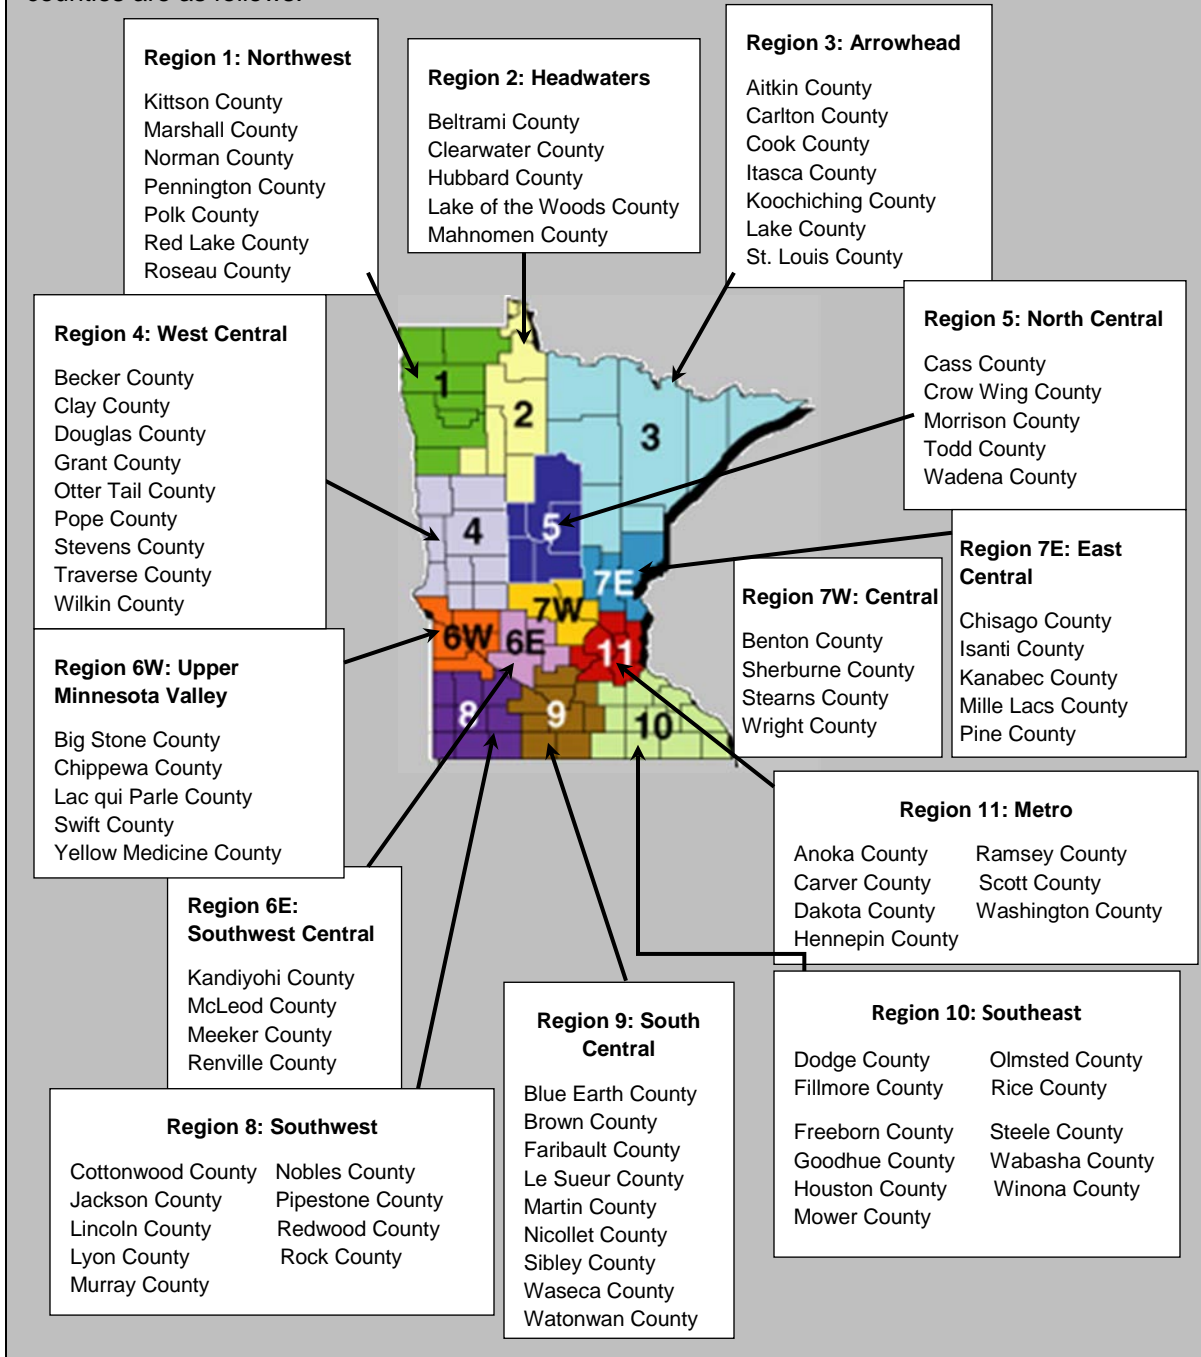 counties are as follows:
Region 1: Northwest
Kittson County
Marshall County
Norman County
Pennington County
Polk County
Red Lake County
Roseau County
Region 2: Headwaters
Beltrami County
Clearwater County
Hubbard County
Lake of the Woods County
Mahnomen County
Region 3: Arrowhead
Aitkin County
Carlton County
Cook County
Itasca County
Koochiching County
Lake County
St. Louis County
Region 4: West Central
Becker County
Clay County
Douglas County
Grant County
Otter Tail County
Pope County
Stevens County
Traverse County
Wilkin County
Region 5: North Central
Cass County
Crow Wing County
Morrison County
Todd County
Wadena County
1
2
3
4
5
7E
7W
6W
6E
11
8
9
10
Region 7E: East
Central
Chisago County
Isanti County
Kanabec County
Mille Lacs County
Pine County
Region 7W: Central
Benton County
Sherburne County
Stearns County
Wright County
Region 6W: Upper
Minnesota Valley
Big Stone County
Chippewa County
Lac qui Parle County
Swift County
Yellow Medicine County
Region 11: Metro
Anoka County Ramsey County
Carver County Scott County
Dakota County Washington County
Hennepin County
Region 6E:
Southwest Central
Kandiyohi County
McLeod County
Meeker County
Renville County
Region 9: South
Central
Blue Earth County
Brown County
Faribault County
Le Sueur County
Martin County
Nicollet County
Sibley County
Waseca County
Watonwan County
Region 10: Southeast
Dodge County Olmsted County
Fillmore County Rice County
Freeborn County Steele County
Goodhue County Wabasha County
Houston County Winona County
Mower County
Region 8: Southwest
Cottonwood County Nobles County
Jackson County Pipestone County
Lincoln County Redwood County
Lyon County Rock County
Murray County